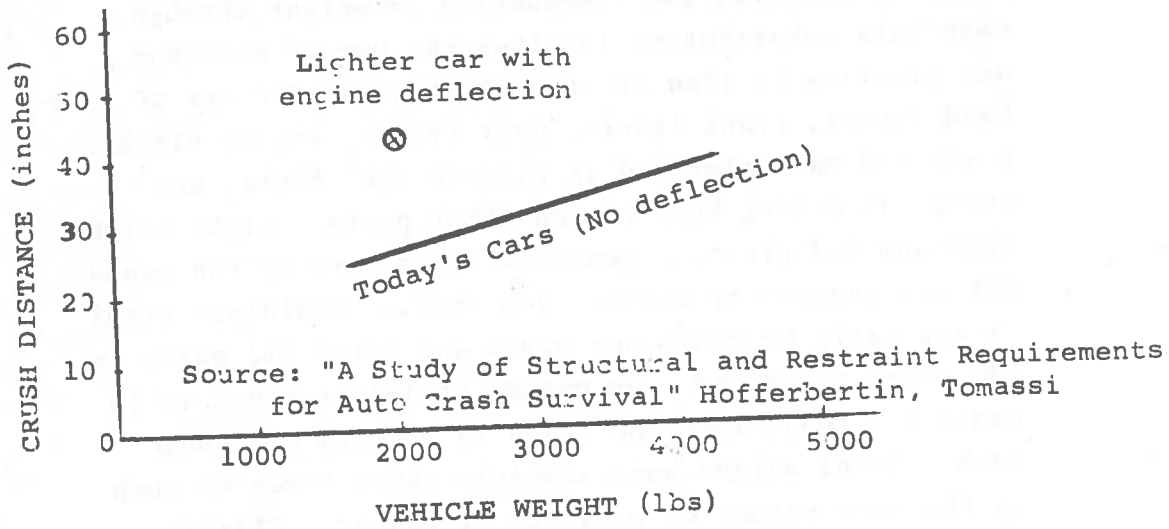 CRUSH DISTANCE (inches)
60
50
40
30
20
10
0
Lighter car with
engine deflection
Today's Cars (No deflection)
Source: "A Study of Structural and Restraint Requirements
for Auto Crash Survival" Hofferbertin, Tomassi
1000
2000
3000
4000
5000
VEHICLE WEIGHT (lbs)